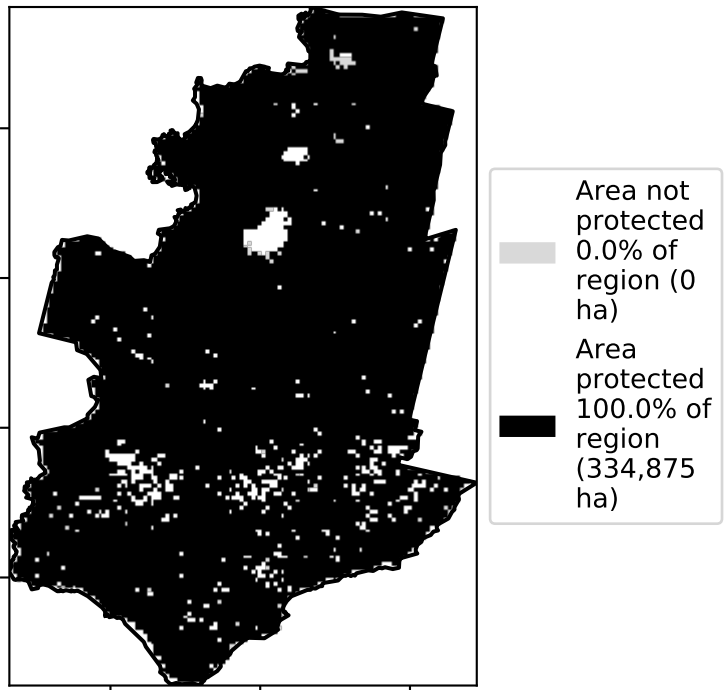 Area not
protected
0.0% of
region (0
ha)
Area
protected
100.0% of
region
(334,875
ha)